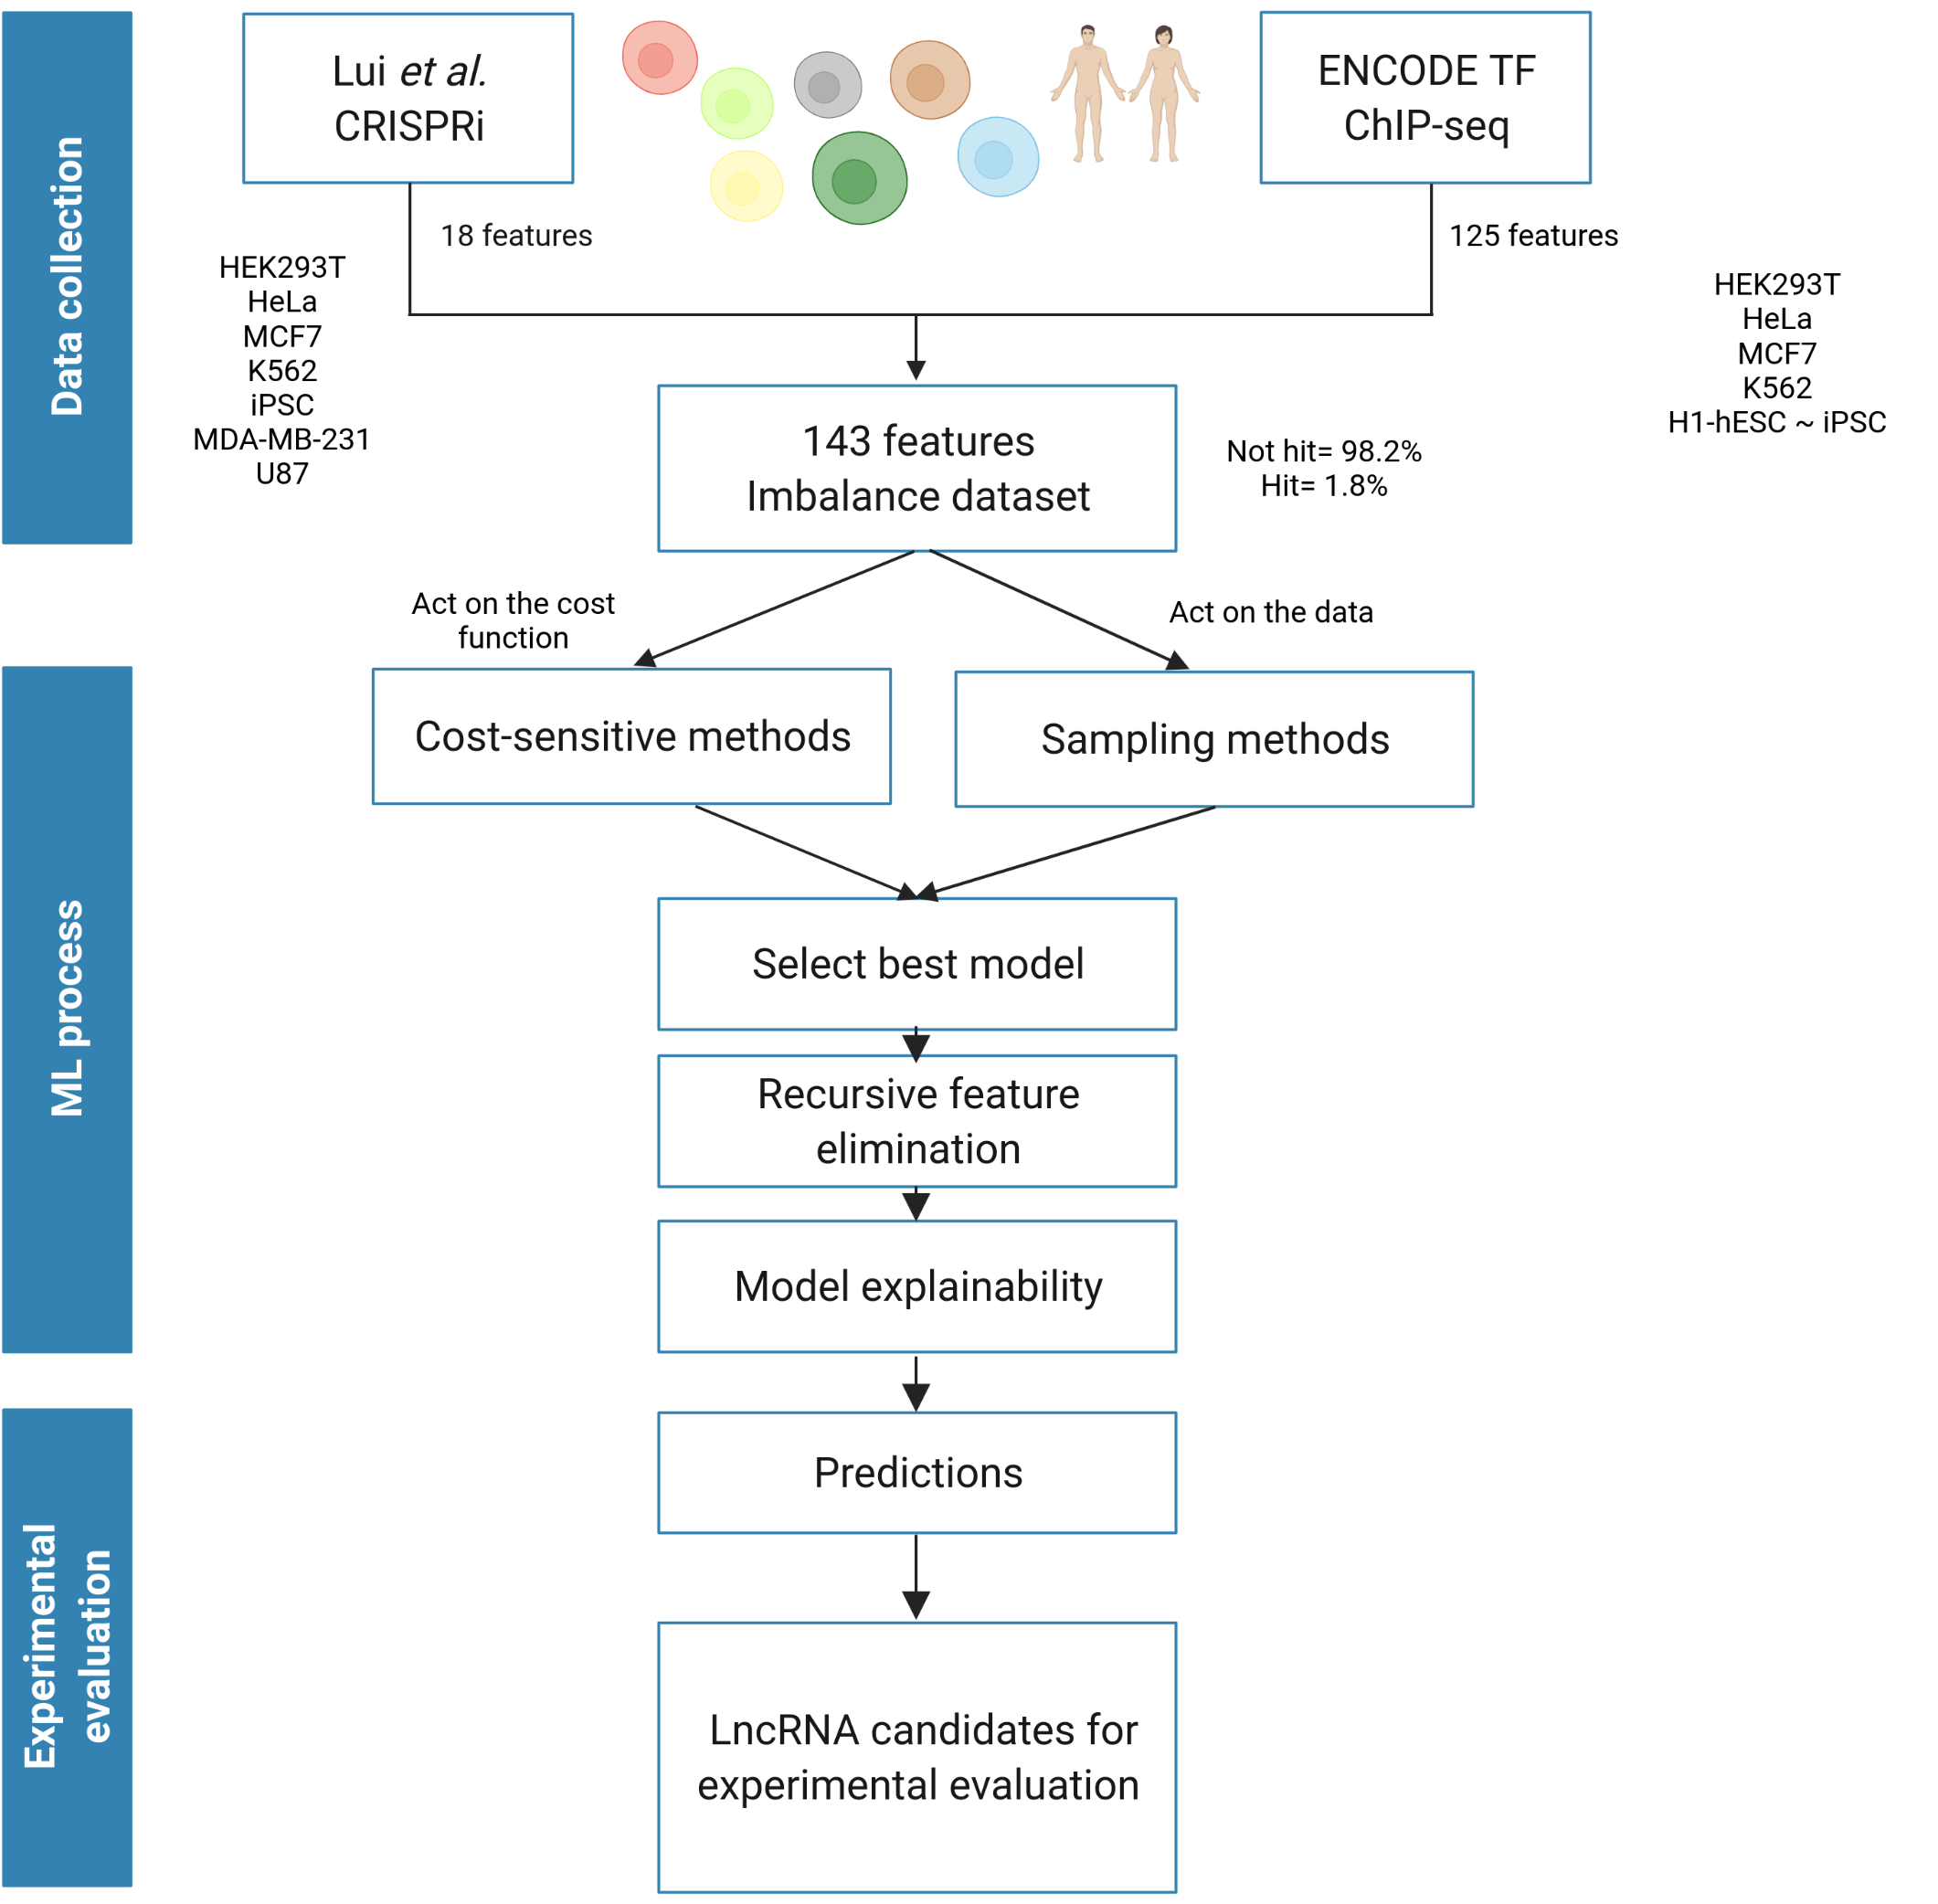 Data collection
Lui et al.
CRISPRi
ENCODE TF
ChIP-seq
18 features
125 features
HEK293T
HeLa
MCF7
K562
iPSC
MDA-MB-231
U87
HEK293T
HeLa
MCF7
K562
H1-hESC ~ iPSC
143 features
Imbalance dataset
Not hit= 98.2%
Hit= 1.8%
ML process
Act on the cost
function
Act on the data
Cost-sensitive methods
Sampling methods
Select best model
Recursive feature
elimination
Model explainability
Experimental
evaluation
Predictions
LncRNA candidates for
experimental evaluation